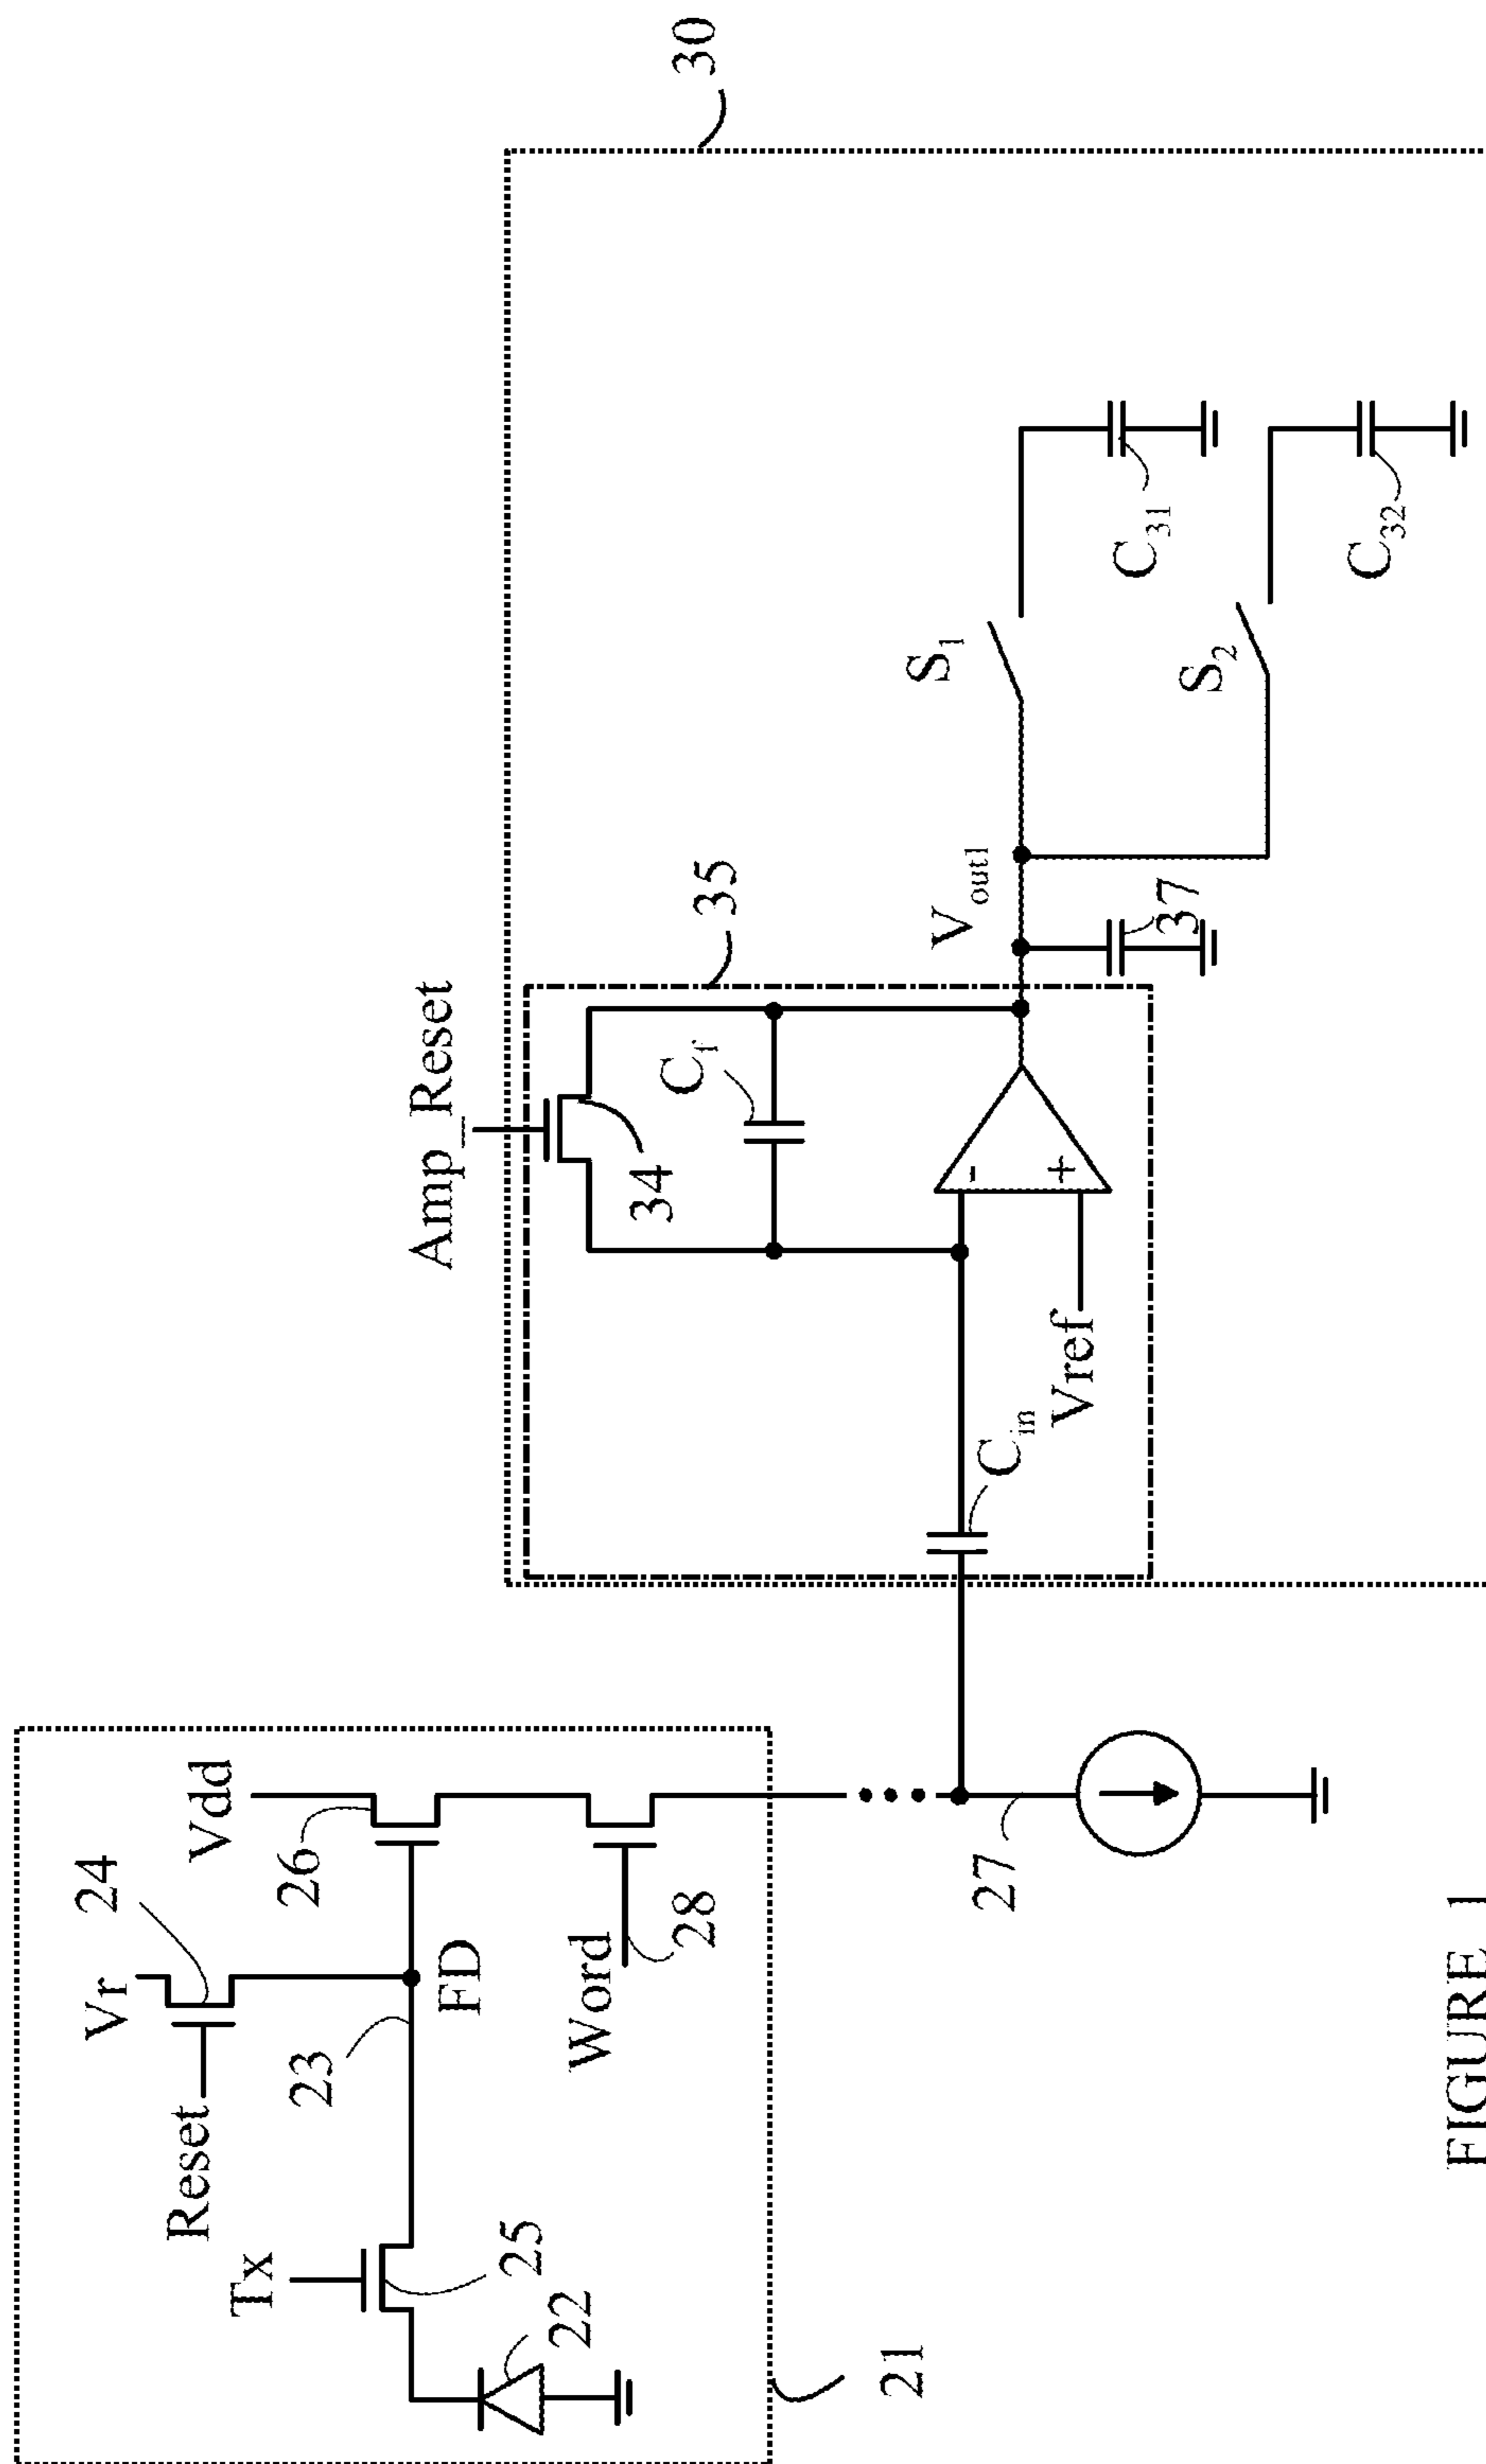 Vr
Vdd
24
Reset
Tx
23
26
FD
25
22
Word
28
21
27
30
Amp_Reset
35
34
C_f
C_in
Vref
-
+
V_out1
37
S_1
S_2
C_31
C_32
FIGURE 1